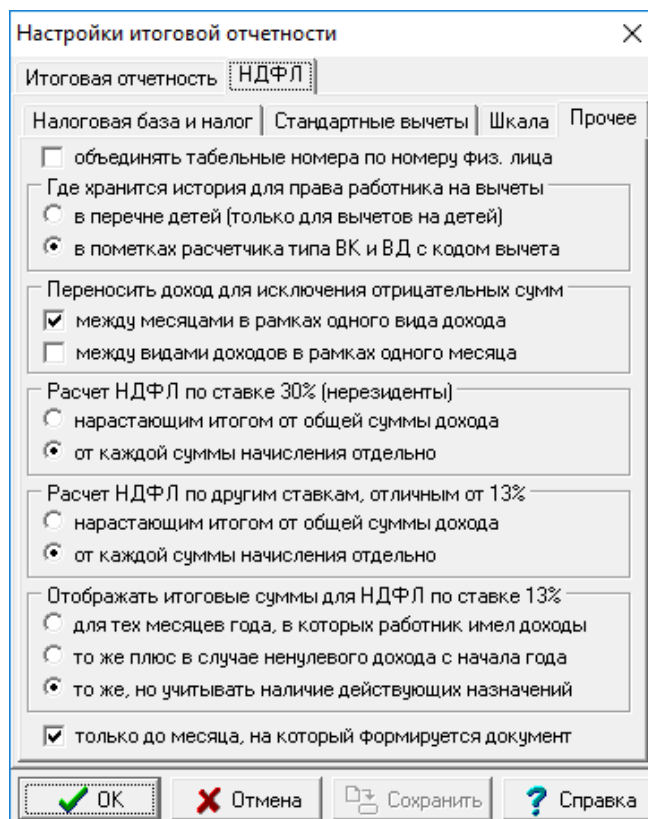 Настройки итоговой отчетности
Итоговая отчетность НДФЛ
Налоговая база и налог Стандартные вычеты Шкала Прочее
объединять табельные номера по номеру физ. лица
Где хранится история для права работника на вычеты
в перечне детей (только для вычетов на детей)
в пометках расчетчика типа ВК и ВД с кодом вычета
Переносить доход для исключения отрицательных сумм
между месяцами в рамках одного вида дохода
между видами доходов в рамках одного месяца
Расчет НДФЛ по ставке 30% (нерезиденты)
нарастающим итогом от общей суммы дохода
от каждой суммы начисления отдельно
Расчет НДФЛ по другим ставкам, отличным от 13%
нарастающим итогом от общей суммы дохода
от каждой суммы начисления отдельно
Отображать итоговые суммы для НДФЛ по ставке 13%
для тех месяцев года, в которых работник имел доходы
то же плюс в случае ненулевого дохода с начала года
то же, но учитывать наличие действующих назначений
только до месяца, на который формируется документ
OK Отмена Сохранить Справка